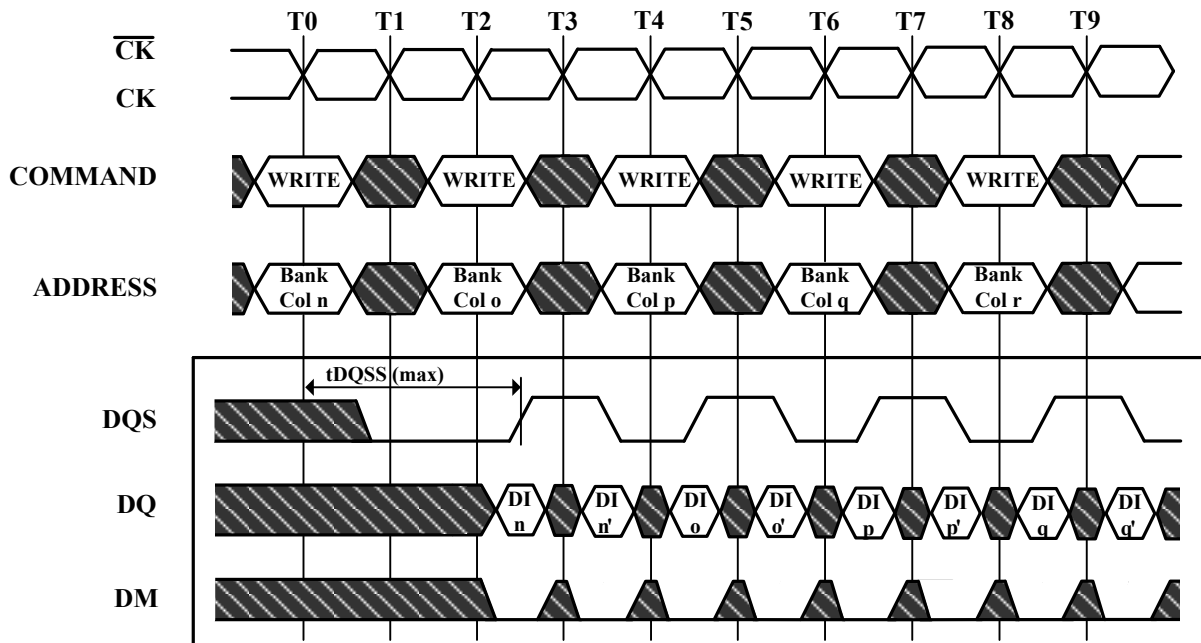 T0 T1 T2 T3 T4 T5 T6 T7 T8 T9
CK
CK
COMMAND WRITE WRITE WRITE WRITE WRITE
ADDRESS Bank Bank Bank Bank Bank
Col n Col o Col p Col q Col r
tDQSS (max)
DQS
DQ DI DI DI DI DI DI DI DI
n n' o o' p p' q q'
DM